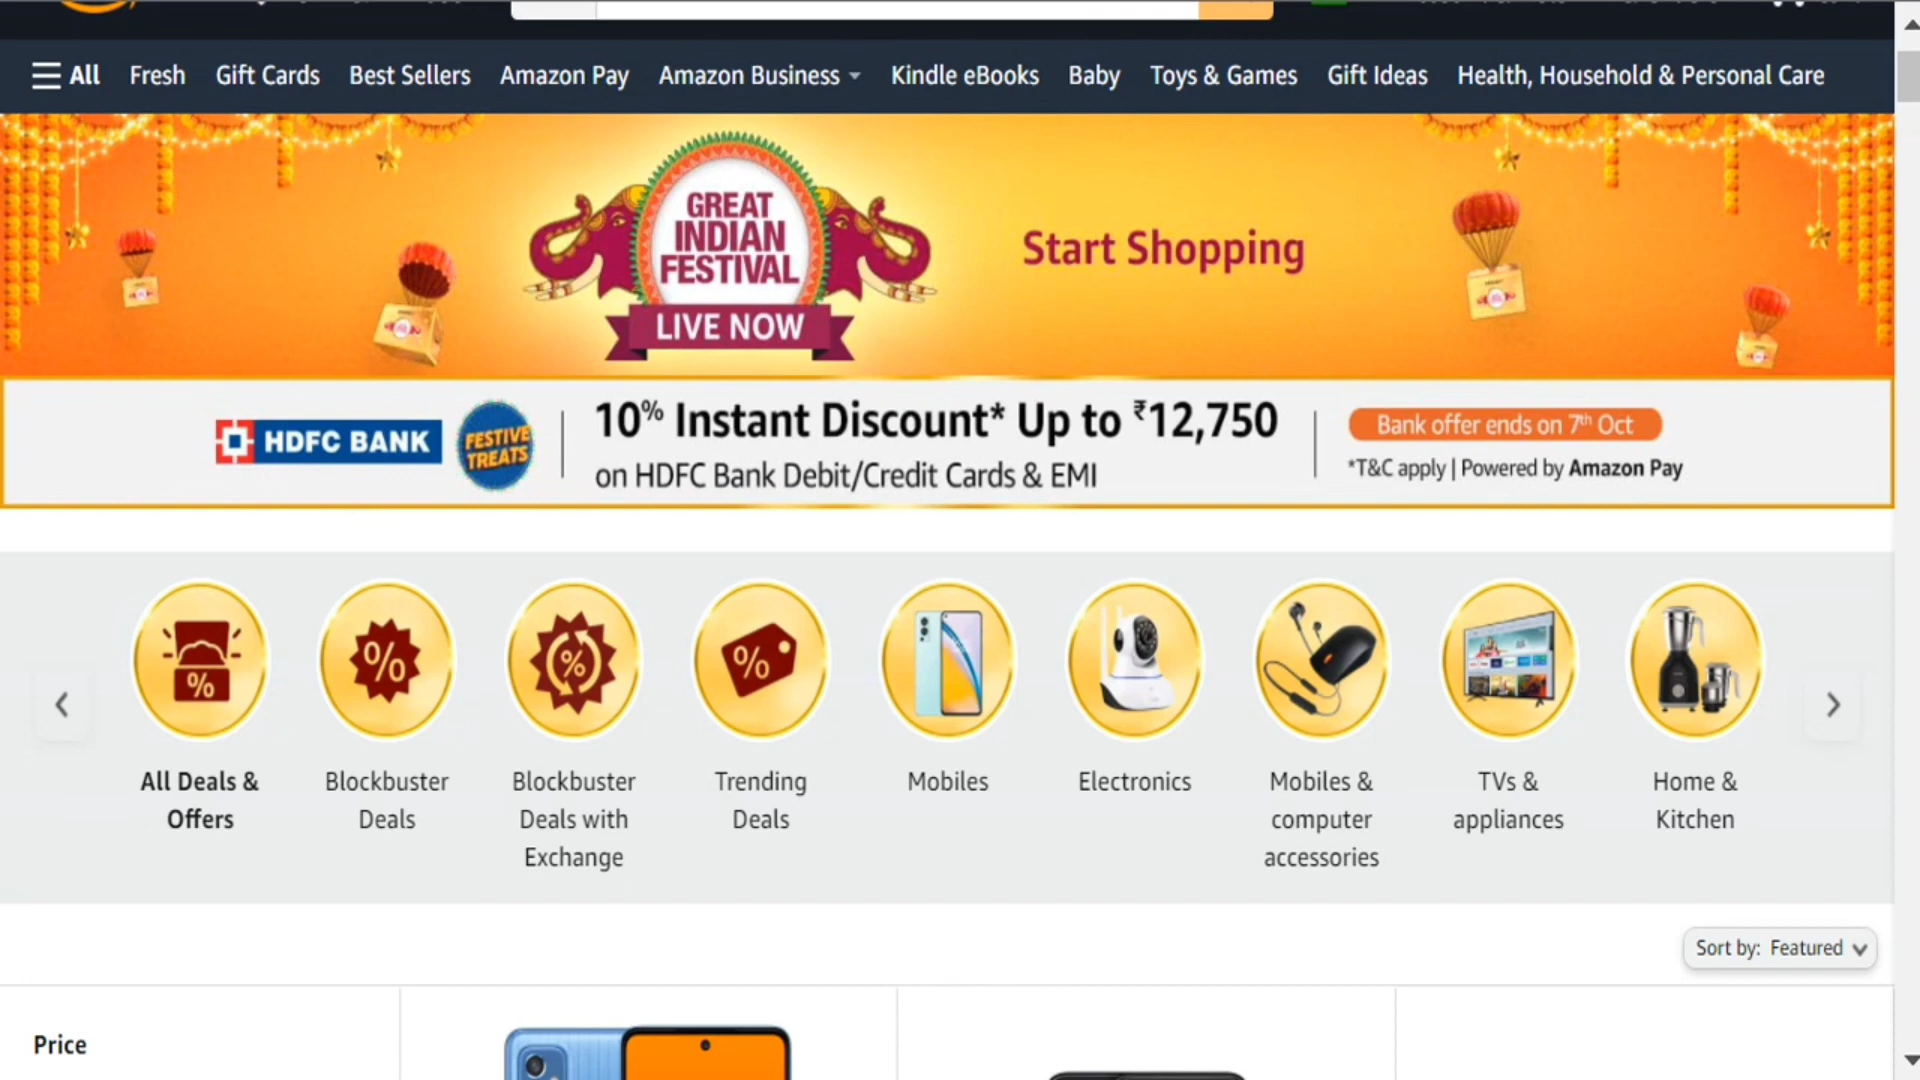 All Fresh Gift Cards Best Sellers Amazon Pay Amazon Business Kindle eBooks Baby Toys & Games Gift Ideas Health, Household & Personal Care
GREAT
INDIAN
FESTIVAL
LIVE NOW
Start Shopping
HDFC BANK
FESTIVE
TREATS
10% Instant Discount* Up to ₹12,750
on HDFC Bank Debit/Credit Cards & EMI
Bank offer ends on 7th Oct
*T&C apply | Powered by Amazon Pay
%
%
%
%
All Deals &
Offers
Blockbuster
Deals
Blockbuster
Deals with
Exchange
Trending
Deals
Mobiles
Electronics
Mobiles &
computer
accessories
TVs &
appliances
Home &
Kitchen
Sort by: Featured
Price